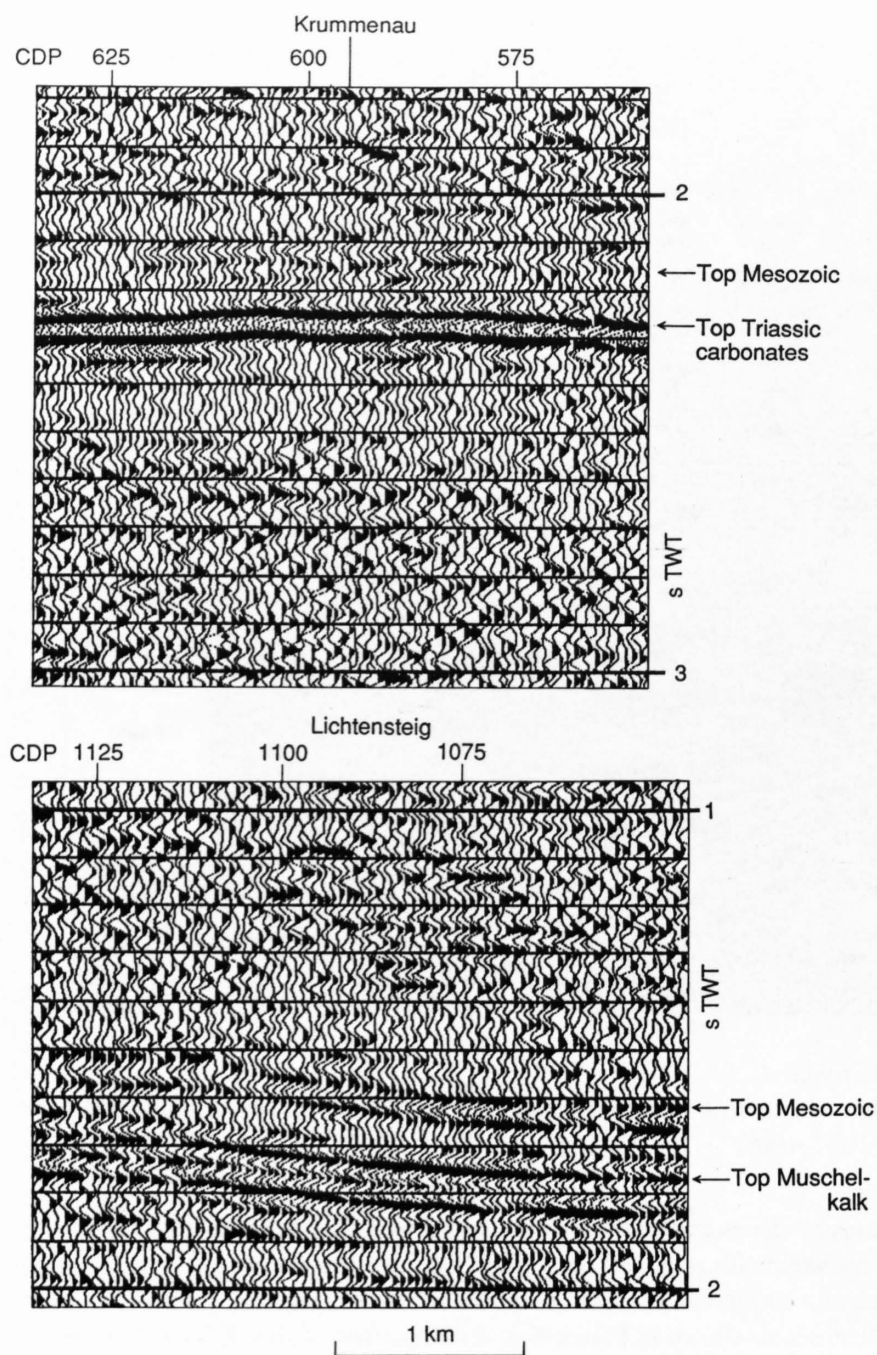 Krummenau
CDP 625 600 575
2
Top Mesozoic
Top Triassic
carbonates
s TWT
3
Lichtensteig
CDP 1125 1100 1075
1
s TWT
Top Mesozoic
Top Muschel-
kalk
2
1 km